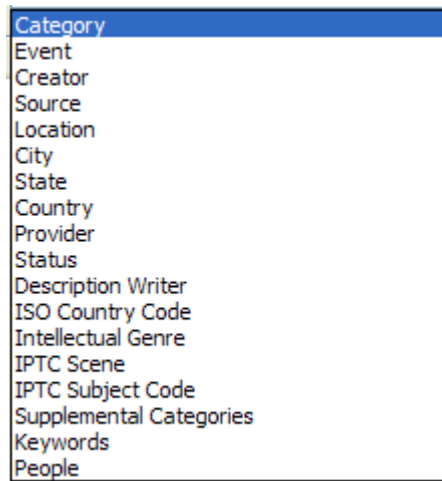 Category
Event
Creator
Source
Location
City
State
Country
Provider
Status
Description Writer
ISO Country Code
Intellectual Genre
IPTC Scene
IPTC Subject Code
Supplemental Categories
Keywords
People